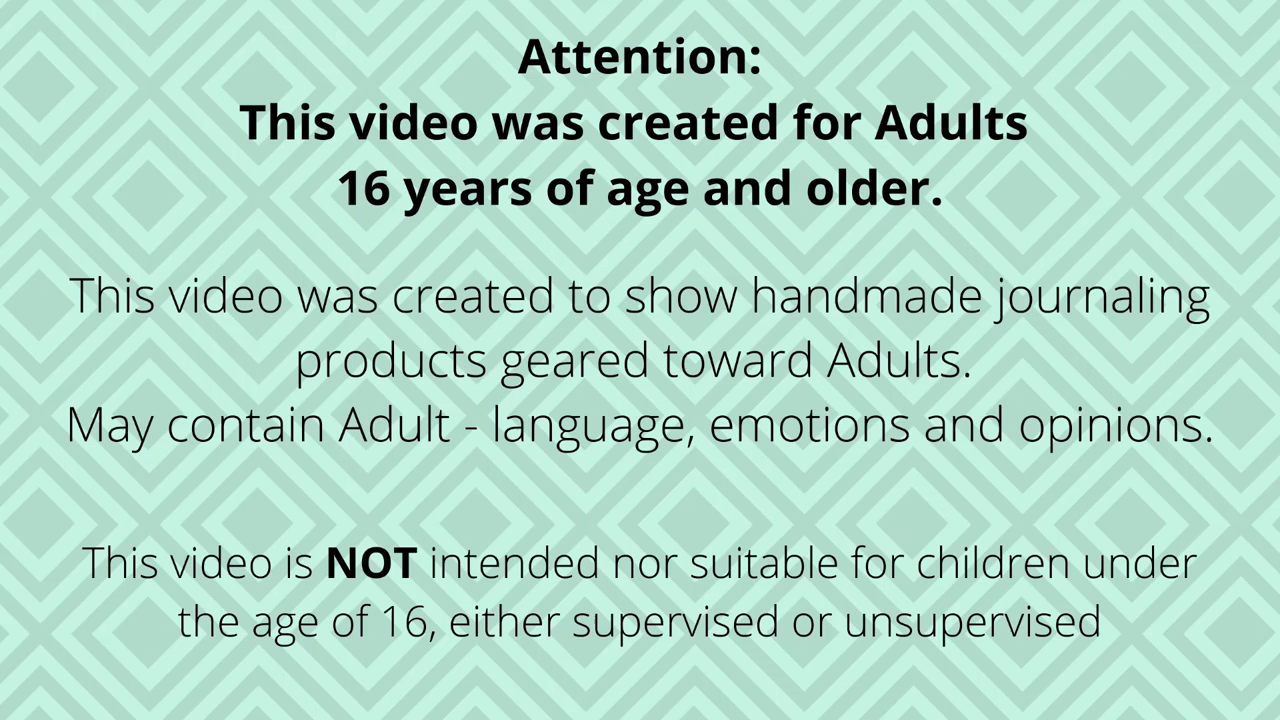 Attention:
This video was created for Adults
16 years of age and older.
This video was created to show handmade journaling
products geared toward Adults.
May contain Adult - language, emotions and opinions.
This video is NOT intended nor suitable for children under
the age of 16, either supervised or unsupervised